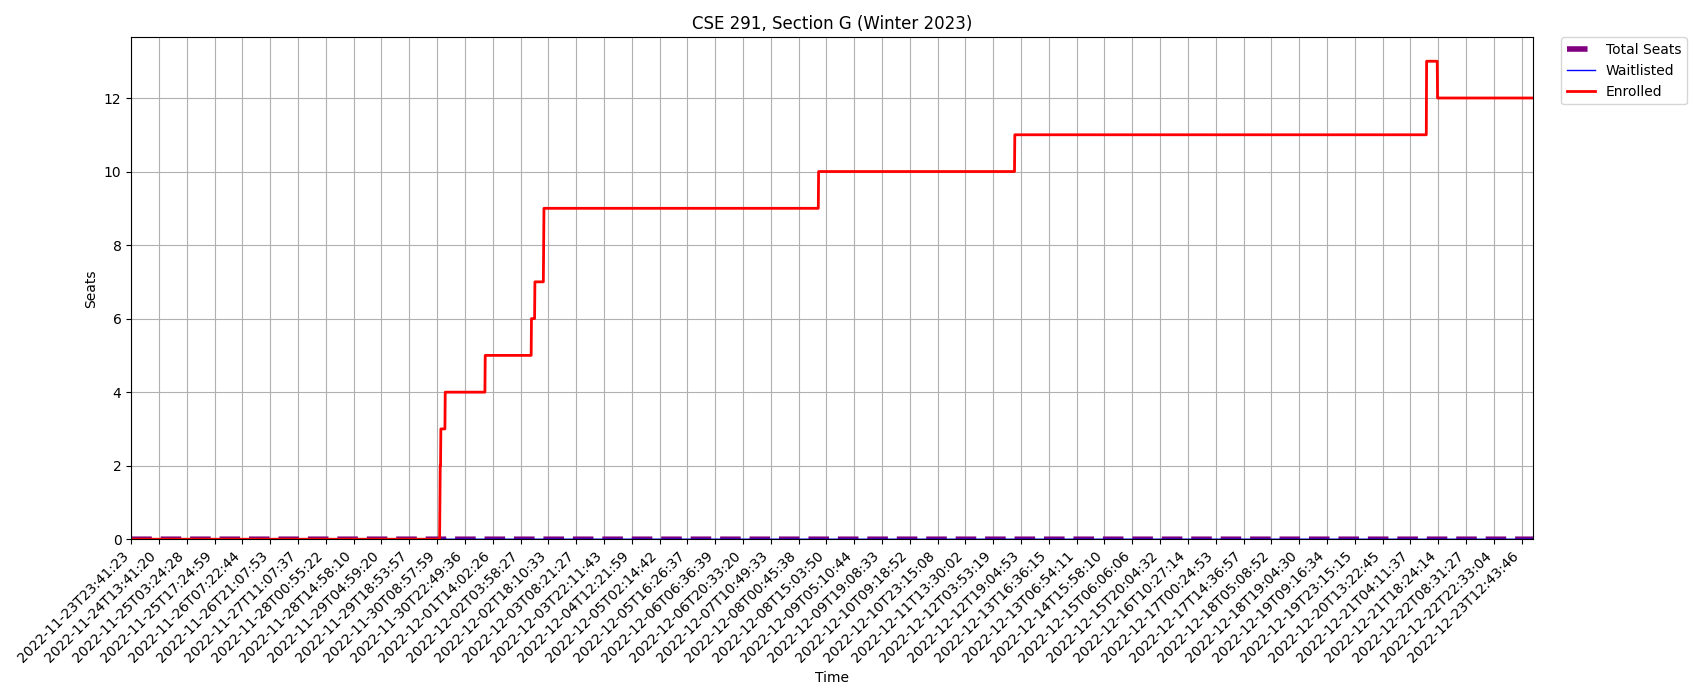 CSE 291, Section G (Winter 2023)
Total Seats
Waitlisted
Enrolled
Seats
12
10
8
6
4
2
0
2022-11-23T23:41:23
2022-11-24T13:41:20
2022-11-25T03:24:28
2022-11-25T17:24:59
2022-11-26T07:22:44
2022-11-26T21:07:53
2022-11-27T11:07:37
2022-11-28T00:55:22
2022-11-28T14:58:10
2022-11-29T04:59:20
2022-11-29T18:53:57
2022-11-30T08:57:59
2022-11-30T22:49:36
2022-12-01T14:02:26
2022-12-02T03:58:27
2022-12-02T18:10:33
2022-12-03T08:21:27
2022-12-03T22:11:43
2022-12-04T12:21:59
2022-12-05T02:14:42
2022-12-05T16:26:37
2022-12-06T06:36:39
2022-12-06T20:33:20
2022-12-07T10:49:33
2022-12-08T00:45:38
2022-12-08T15:03:50
2022-12-09T05:10:44
2022-12-09T19:08:33
2022-12-10T09:18:52
2022-12-10T23:15:08
2022-12-11T13:30:02
2022-12-12T03:53:19
2022-12-12T19:04:53
2022-12-13T16:36:15
2022-12-14T06:54:11
2022-12-14T15:58:10
2022-12-15T06:06:06
2022-12-15T20:04:32
2022-12-16T10:27:14
2022-12-17T00:24:53
2022-12-17T14:36:57
2022-12-18T05:08:52
2022-12-18T19:04:30
2022-12-19T09:16:34
2022-12-19T23:15:15
2022-12-20T13:22:45
2022-12-21T04:11:37
2022-12-21T18:24:14
2022-12-22T08:31:27
2022-12-22T22:33:04
2022-12-23T12:43:46
Time